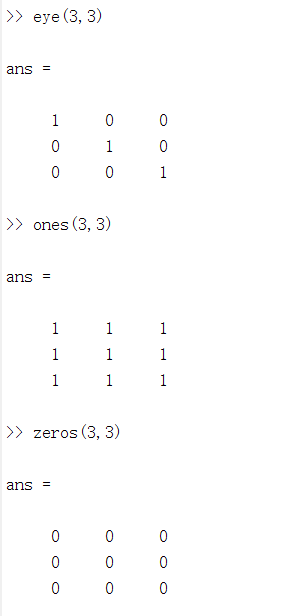 >> eye(3,3)
ans =
1 0 0
0 1 0
0 0 1
>> ones(3,3)
ans =
1 1 1
1 1 1
1 1 1
>> zeros(3,3)
ans =
0 0 0
0 0 0
0 0 0